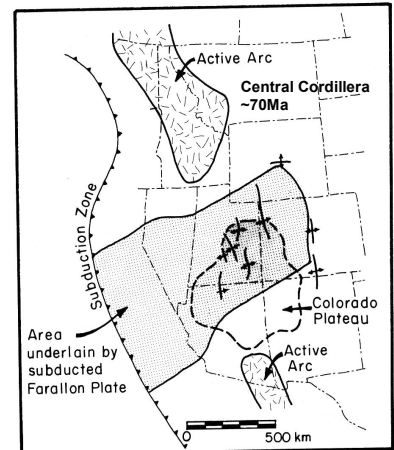 Active Arc
Central Cordillera
~70Ma
Subduction Zone
Colorado
Plateau
Area
underlain by
subducted
Farallon Plate
Active
Arc
0
500 km